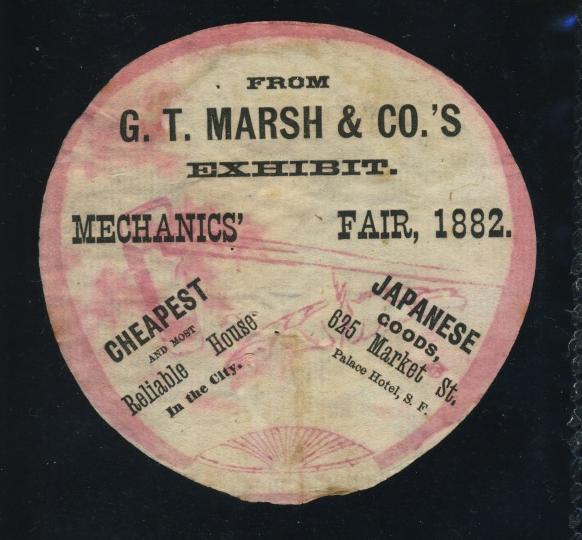 FROM
G. T. MARSH & CO.'S
EXHIBIT.
MECHANICS' FAIR, 1882.
CHEAPEST
AND MOST
Reliable House
In the City.
JAPANESE
GOODS,
625 Market St.
Palace Hotel, S. F.